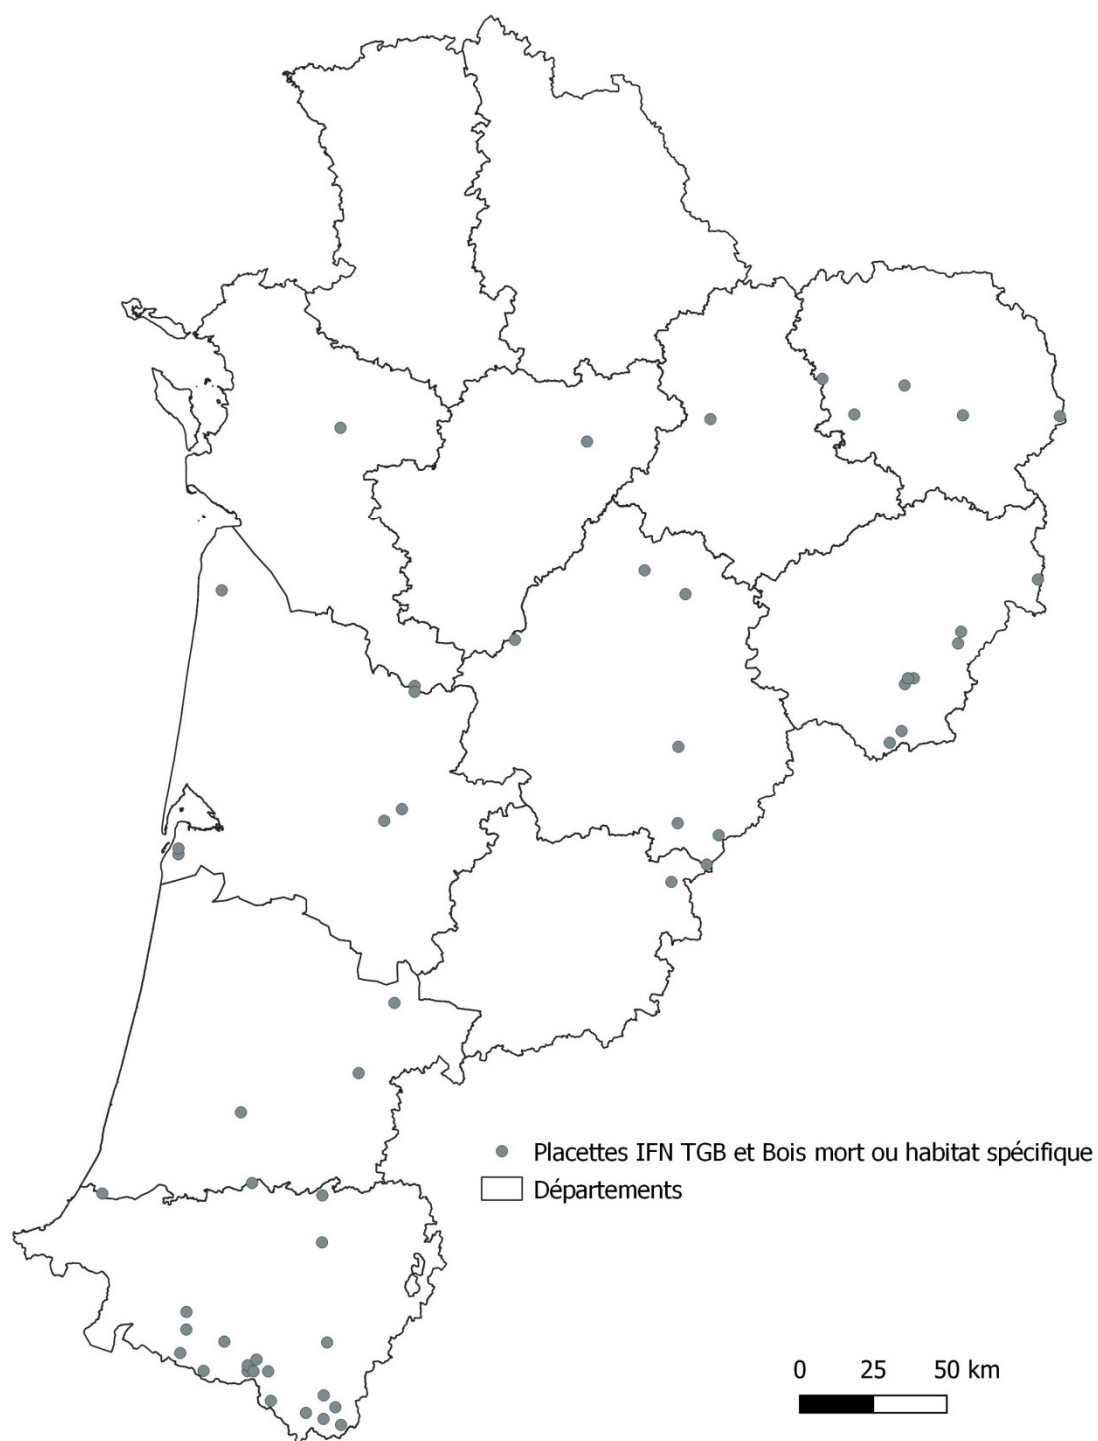 Placettes IFN TGB et Bois mort ou habitat spécifique
Départements
0 25 50 km